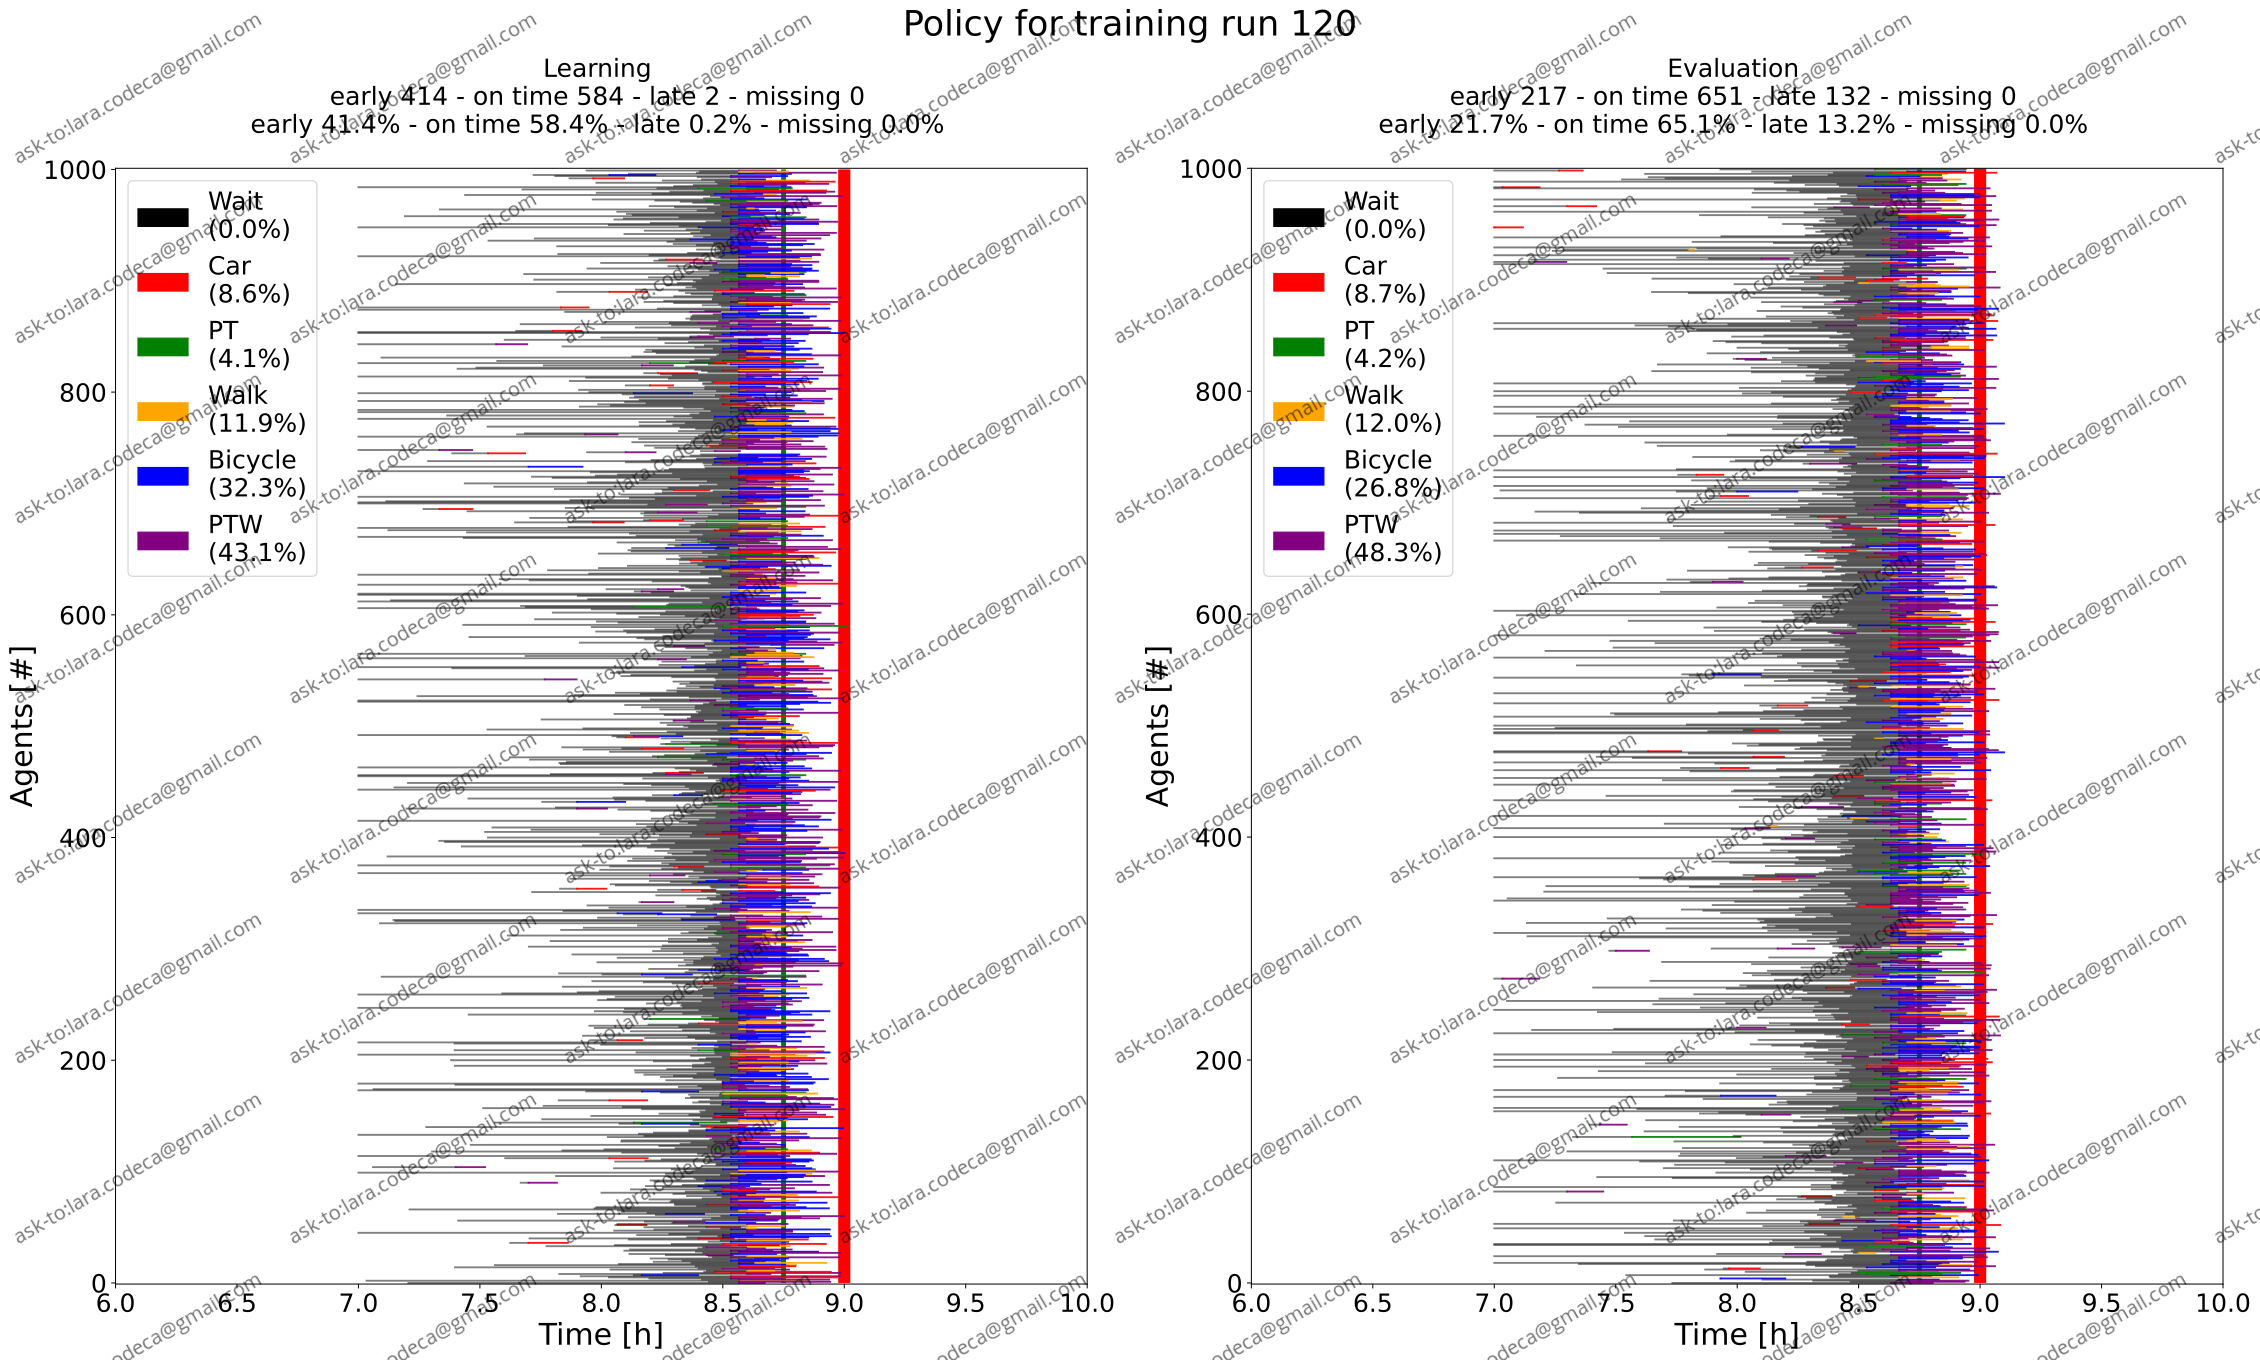 Policy for training run 120
Learning
early 414 - on time 584 - late 2 - missing 0
early 41.4% - on time 58.4% - late 0.2% - missing 0.0%
Agents[#]
1000
800
600
400
200
0
Wait
(0.0%)
Car
(8.6%)
PT
(4.1%)
Walk
(11.9%)
Bicycle
(32.3%)
PTW
(43.1%)
6.0 6.5 7.0 7.5 8.0 8.5 9.0 9.5 10.0
Time [h]
Evaluation
early 217 - on time 651 - late 132 - missing 0
early 21.7% - on time 65.1% - late 13.2% - missing 0.0%
Agents [#]
1000
800
600
400
200
0
Wait
(0.0%)
Car
(8.7%)
PT
(4.2%)
Walk
(12.0%)
Bicycle
(26.8%)
PTW
(48.3%)
6.0 6.5 7.0 7.5 8.0 8.5 9.0 9.5 10.0
Time [h]
ask-to:lara.codeca@gmail.com